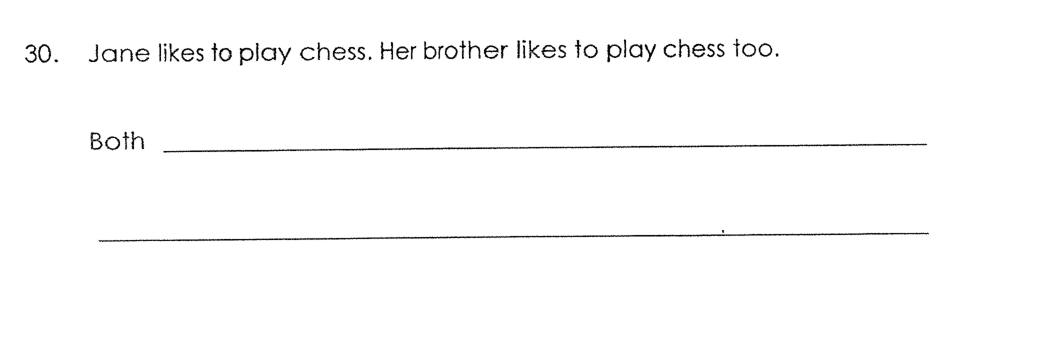 30. Jane likes to play chess. Her brother likes to play chess too.
Both